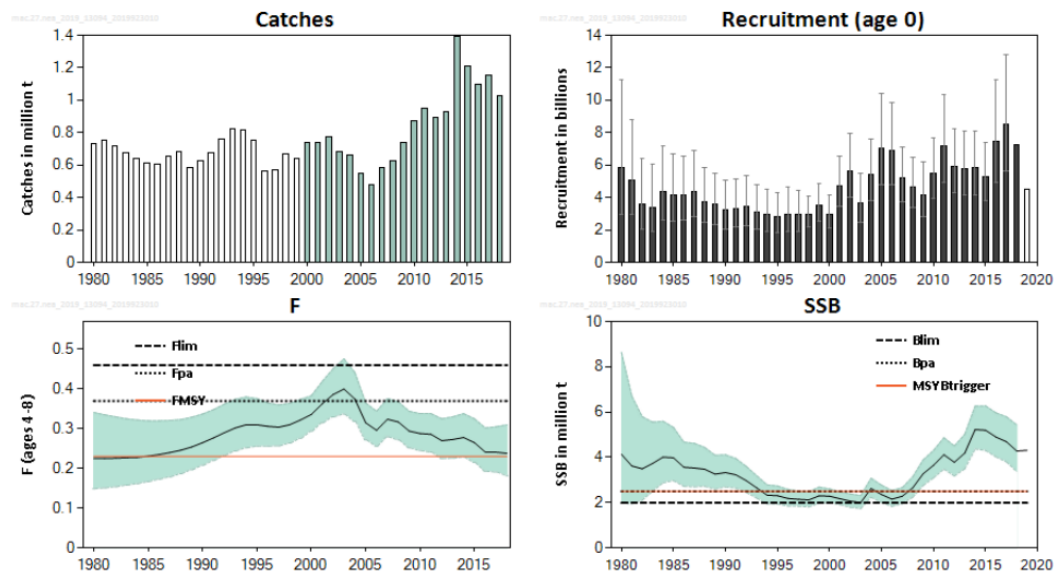 mac.27.nea_2019_13094_2019923010
Catches
Catches in million t
1.4
1.2
1
0.8
0.6
0.4
0.2
0
1980 1985 1990 1995 2000 2005 2010 2015
Recruitment (age 0)
Recruitment in billions
14
12
10
8
6
4
2
0
1980 1985 1990 1995 2000 2005 2010 2015 2020
F
F (ages 4-8)
0.5
0.4
0.3
0.2
0.1
0
Flim
Fpa
FMSY
1980 1985 1990 1995 2000 2005 2010 2015
SSB
SSB in million t
10
8
6
4
2
0
Blim
Bpa
MSYBtrigger
1980 1985 1990 1995 2000 2005 2010 2015 2020